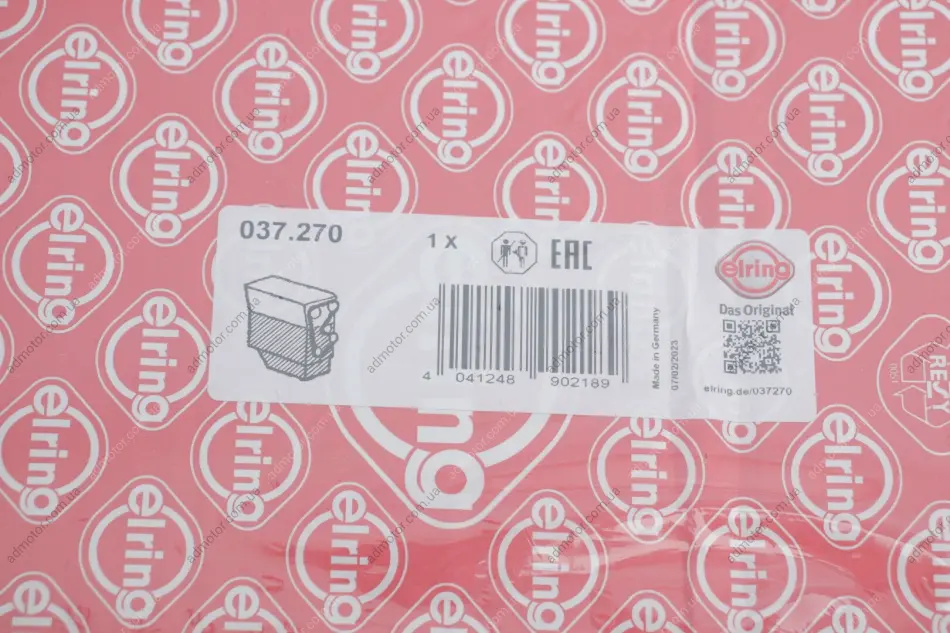 037.270
1 X
EAC
elring
Das Original
4 041248 902189
Made in Germany
07/02/2023
elring.de/037270
elring
admotor.com.ua